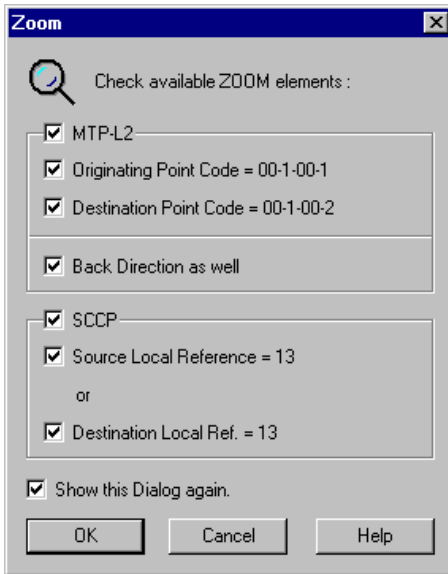 Zoom
Check available ZOOM elements :
MTP-L2
Originating Point Code = 00-1-00-1
Destination Point Code = 00-1-00-2
Back Direction as well
SCCP
Source Local Reference = 13
or
Destination Local Ref. = 13
Show this Dialog again.
OK Cancel Help